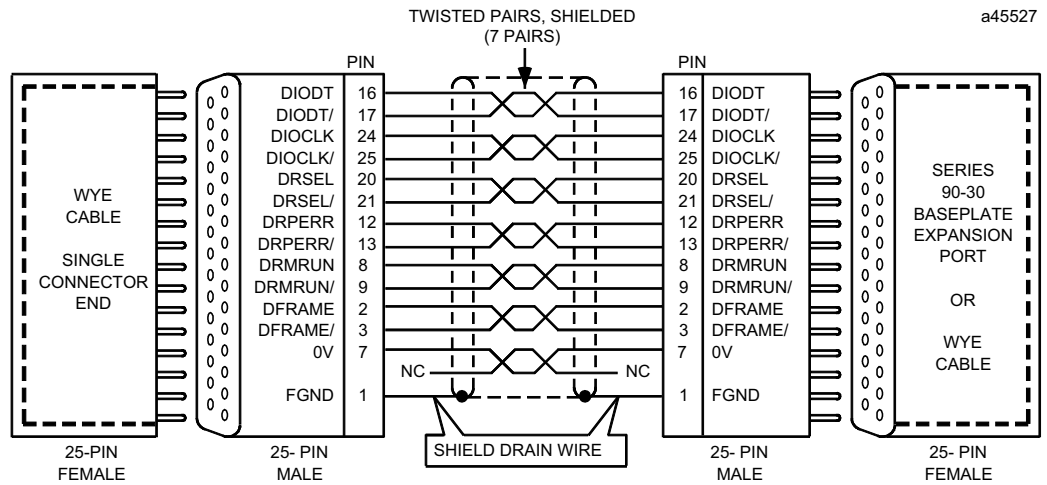 TWISTED PAIRS, SHIELDED
(7 PAIRS)
a45527
PIN
PIN
WYE
CABLE
SINGLE
CONNECTOR
END
DIODT 16
DIODT/ 17
DIOCLK 24
DIOCLK/ 25
DRSEL 20
DRSEL/ 21
DRPERR 12
DRPERR/ 13
DRMRUN 8
DRMRUN/ 9
DFRAME 2
DFRAME/ 3
0V 7
FGND 1
NC
NC
SHIELD DRAIN WIRE
16 DIODT
17 DIODT/
24 DIOCLK
25 DIOCLK/
20 DRSEL
21 DRSEL/
12 DRPERR
13 DRPERR/
8 DRMRUN
9 DRMRUN/
2 DFRAME
3 DFRAME/
7 0V
1 FGND
SERIES
90-30
BASEPLATE
EXPANSION
PORT
OR
WYE
CABLE
25-PIN
FEMALE
25- PIN
MALE
25- PIN
MALE
25- PIN
FEMALE